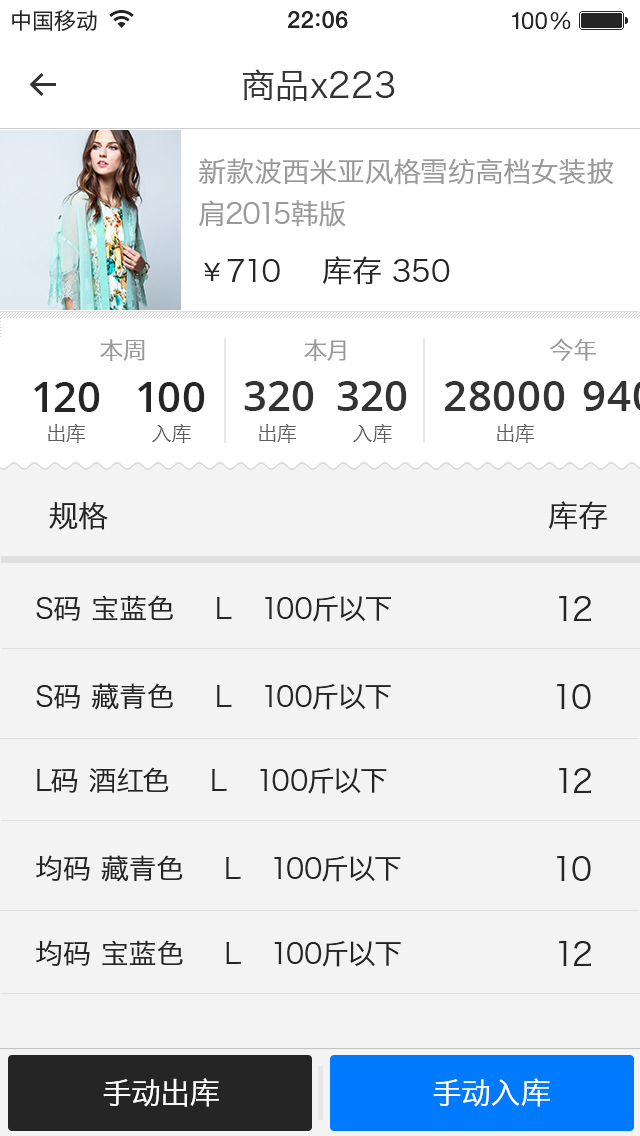 中国移动 22:06 100%
商品x223
新款波西米亚风格雪纺高档女装披
肩2015韩版
¥710 库存 350
本周 本月 今年
120 100 320 320 28000 940
出库 入库 出库 入库 出库
规格 库存
S码 宝蓝色 L 100斤以下 12
S码 藏青色 L 100斤以下 10
L码 酒红色 L 100斤以下 12
均码 藏青色 L 100斤以下 10
均码 宝蓝色 L 100斤以下 12
手动出库 手动入库